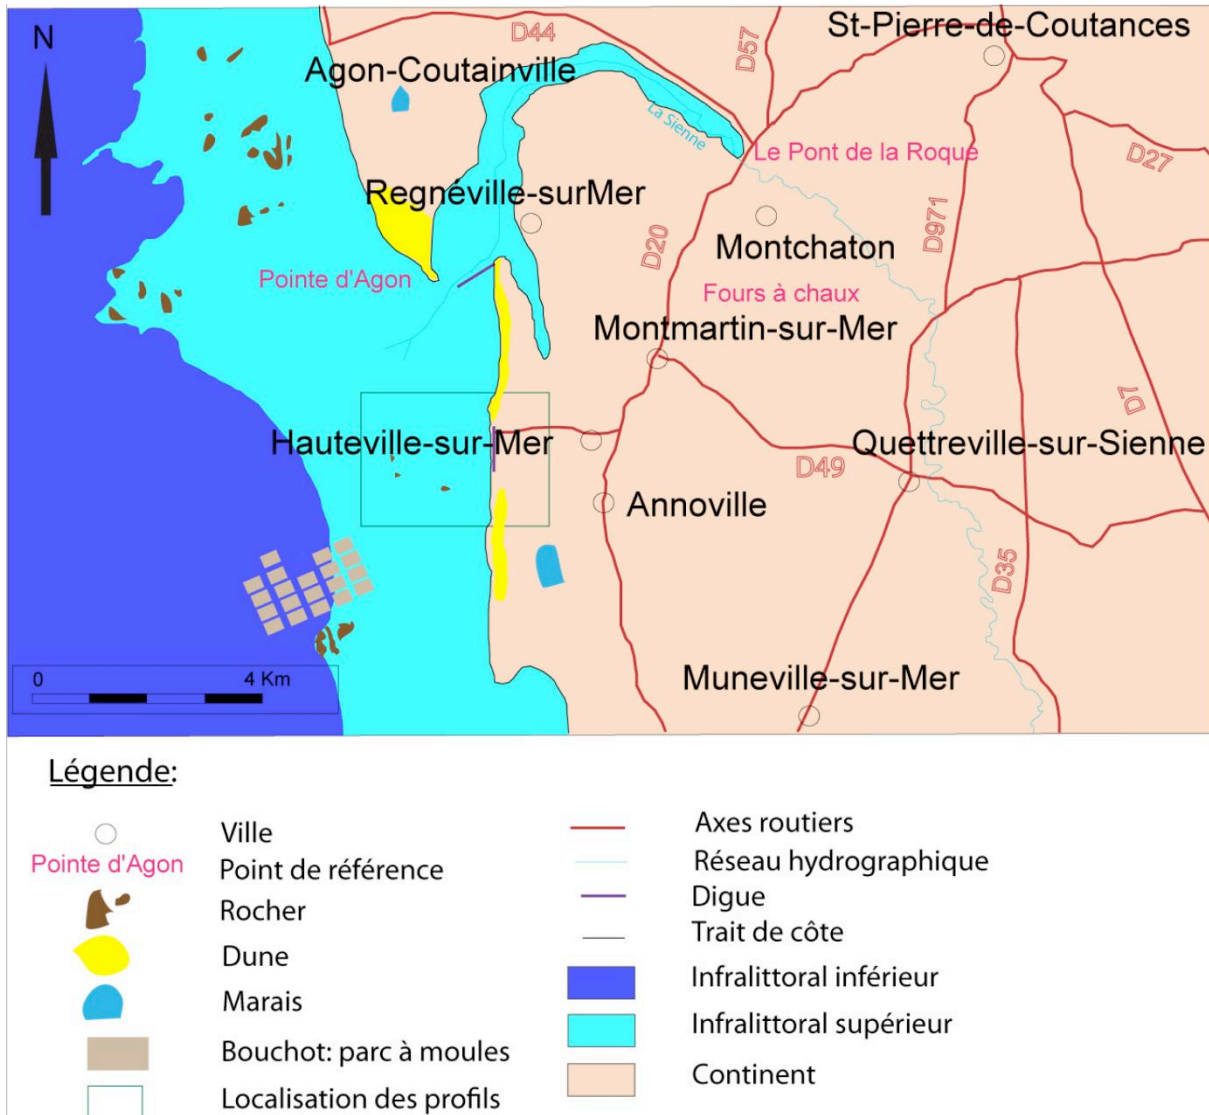 St-Pierre-de-Coutances
N
D44
D57
Agon-Coutainville
La Sienne
Le Pont de la Roque
D27
Regnéville-surMer
D971
D20
Montchaton
Pointe d'Agon
Fours à chaux
Montmartin-sur-Mer
D7
Hauteville-sur-Mer
Quettreville-sur-Sienne
D49
Annoville
D35
0 4 Km
Muneville-sur-Mer
Légende:
Ville
Pointe d'Agon Point de référence
Rocher
Dune
Marais
Bouchot: parc à moules
Localisation des profils
Axes routiers
Réseau hydrographique
Digue
Trait de côte
Infralittoral inférieur
Infralittoral supérieur
Continent